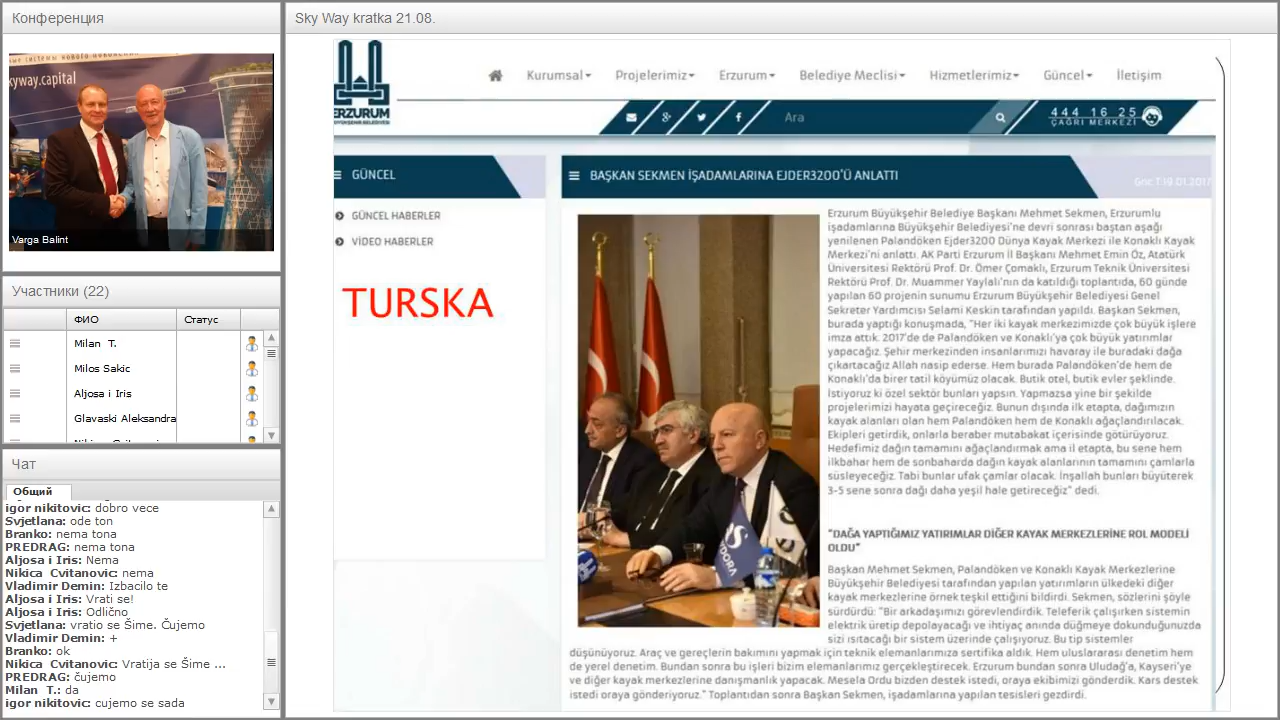 Конференция
kyway.capital
Varga Balint
Участники (22)
ФИО Статус
Milan T.
Milos Sakic
Aljosa i Iris
Glavaski Aleksandra
Чат
Общий
igor nikitovic: dobro vece
Svjetlana: ode ton
Branko: nema tona
PREDRAG: nema tona
Aljosa i Iris: Nema
Nikica Cvitanovic: nema
Vladimir Demin: Izbacilo te
Aljosa i Iris: Vrati se!
Aljosa i Iris: Odlično
Svjetlana: vratio se Šime. Čujemo
Vladimir Demin: +
Branko: ok
Nikica Cvitanovic: Vratija se Šime ...
PREDRAG: čujemo
Milan T.: da
igor nikitovic: cujemo se sada
Sky Way kratka 21.08.
ERZURUM
BÜYÜKŞEHİR BELEDİYESİ
Kurumsal Projelerimiz Erzurum Belediye Meclisi Hizmetlerimiz Güncel İletişim
Ara
444 16 25
ÇAĞRI MERKEZİ
GÜNCEL
GÜNCEL HABERLER
VİDEO HABERLER
TURSKA
BAŞKAN SEKMEN İŞADAMLARINA EJDER3200'Ü ANLATTI
19.01.2017
Erzurum Büyükşehir Belediye Başkanı Mehmet Sekmen, Erzurumlu
işadamlarına Büyükşehir Belediyesi'ne devri sonrası baştan aşağı
yenilenen Palandöken Ejder3200 Dünya Kayak Merkezi ile Konaklı Kayak
Merkezi'ni anlattı. AK Parti Erzurum İl Başkanı Mehmet Emin Öz, Atatürk
Üniversitesi Rektörü Prof. Dr. Ömer Çomaklı, Erzurum Teknik Üniversitesi
Rektörü Prof. Dr. Muammer Yaylalı'nın da katıldığı toplantıda, 60 günde
yapılan 60 projenin sunumu Erzurum Büyükşehir Belediyesi Genel
Sekreter Yardımcısı Selami Keskin tarafından yapıldı. Başkan Sekmen,
burada yaptığı konuşmada, "Her iki kayak merkezimizde çok büyük işlere
imza attık. 2017'de de Palandöken ve Konaklı'ya çok büyük yatırımlar
yapacağız. Şehir merkezinden insanlarımızı havaray ile buradaki dağa
çıkartacağız Allah nasip ederse. Hem burada Palandöken'de hem de
Konaklı'da birer tatil köyümüz olacak. Butik otel, butik evler şeklinde.
İstiyoruz ki özel sektör bunları yapsın. Yapmazsa yine bir şekilde
projelerimizi hayata geçireceğiz. Bunun dışında ilk etapta, dağımızın
kayak alanları olan hem Palandöken hem de Konaklı ağaçlandırılacak.
Ekipleri getirdik, onlarla beraber mutabakat içerisinde götürüyoruz.
Hedefimiz dağın tamamını ağaçlandırmak ama il etapta, bu sene hem
ilkbahar hem de sonbaharda dağın kayak alanlarının tamamını çamlarla
süsleyeceğiz. Tabi bunlar ufak çamlar olacak. İnşallah bunları büyüterek
3-5 sene sonra dağı daha yeşil hale getireceğiz" dedi.
"DAĞA YAPTIĞIMIZ YATIRIMLAR DİĞER KAYAK MERKEZLERİNE ROL MODELİ
OLDU"
Başkan Mehmet Sekmen, Palandöken ve Konaklı Kayak Merkezlerine
Büyükşehir Belediyesi tarafından yapılan yatırımların ülkedeki diğer
kayak merkezlerine örnek teşkil ettiğini bildirdi. Sekmen, sözlerini şöyle
sürdürdü: "Bir arkadaşımızı görevlendirdik. Teleferik çalışırken sistemin
elektrik üretip depolayacağı ve ihtiyaç anında düğmeye dokunduğunuzda
sizi ısıtacağı bir sistem üzerinde çalışıyoruz. Bu tip sistemler
düşünüyoruz. Araç ve gereçlerin bakımını yapmak için teknik elemanlarımıza sertifika aldık. Hem uluslararası denetim hem
de yerel denetim. Bundan sonra bu işleri bizim elemanlarımız gerçekleştirecek. Erzurum bundan sonra Uludağ'a, Kayseri'ye
ve diğer kayak merkezlerine danışmanlık yapacak. Mesela Ordu bizden destek istedi, oraya ekibimizi gönderdik. Kars destek
istedi oraya gönderiyoruz." Toplantıdan sonra Başkan Sekmen, işadamlarına yapılan tesisleri gezdirdi.